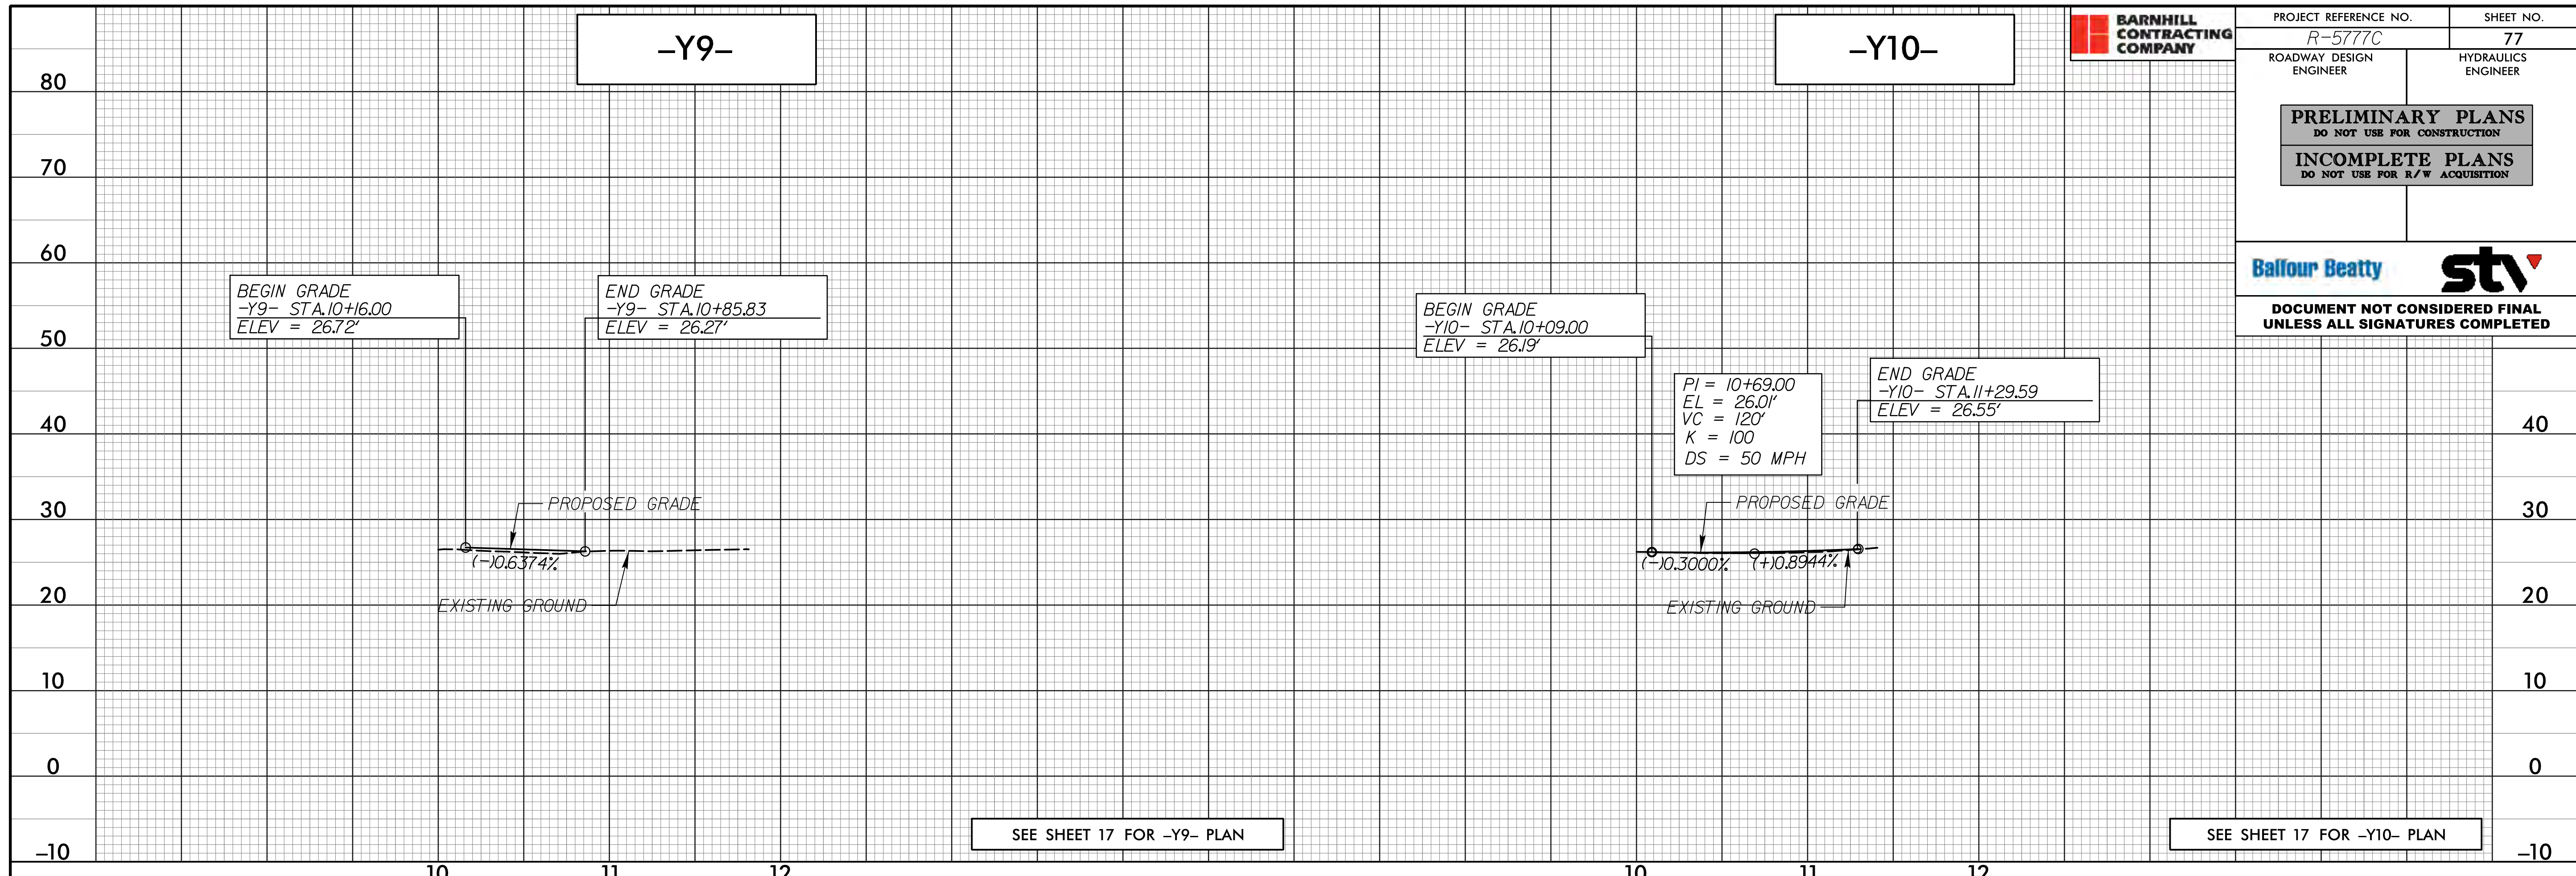 –Y9–
–Y10–
BARNHILL
CONTRACTING
COMPANY
PROJECT REFERENCE NO.
SHEET NO.
R-5777C
77
ROADWAY DESIGN
ENGINEER
HYDRAULICS
ENGINEER
PRELIMINARY PLANS
DO NOT USE FOR CONSTRUCTION
INCOMPLETE PLANS
DO NOT USE FOR R/W ACQUISITION
Balfour Beatty
stv
DOCUMENT NOT CONSIDERED FINAL
UNLESS ALL SIGNATURES COMPLETED
80
70
60
50
40
30
20
10
0
–10
BEGIN GRADE
-Y9- STA.10+16.00
ELEV = 26.72'
END GRADE
-Y9- STA.10+85.83
ELEV = 26.27'
PROPOSED GRADE
(-)0.6374%
EXISTING GROUND
BEGIN GRADE
-Y10- STA.10+09.00
ELEV = 26.19'
PI = 10+69.00
EL = 26.01'
VC = 120'
K = 100
DS = 50 MPH
END GRADE
-Y10- STA.11+29.59
ELEV = 26.55'
PROPOSED GRADE
(-)0.3000%
(+)0.8944%
EXISTING GROUND
40
30
20
10
0
–10
SEE SHEET 17 FOR –Y9– PLAN
SEE SHEET 17 FOR –Y10– PLAN
10
11
12
10
11
12